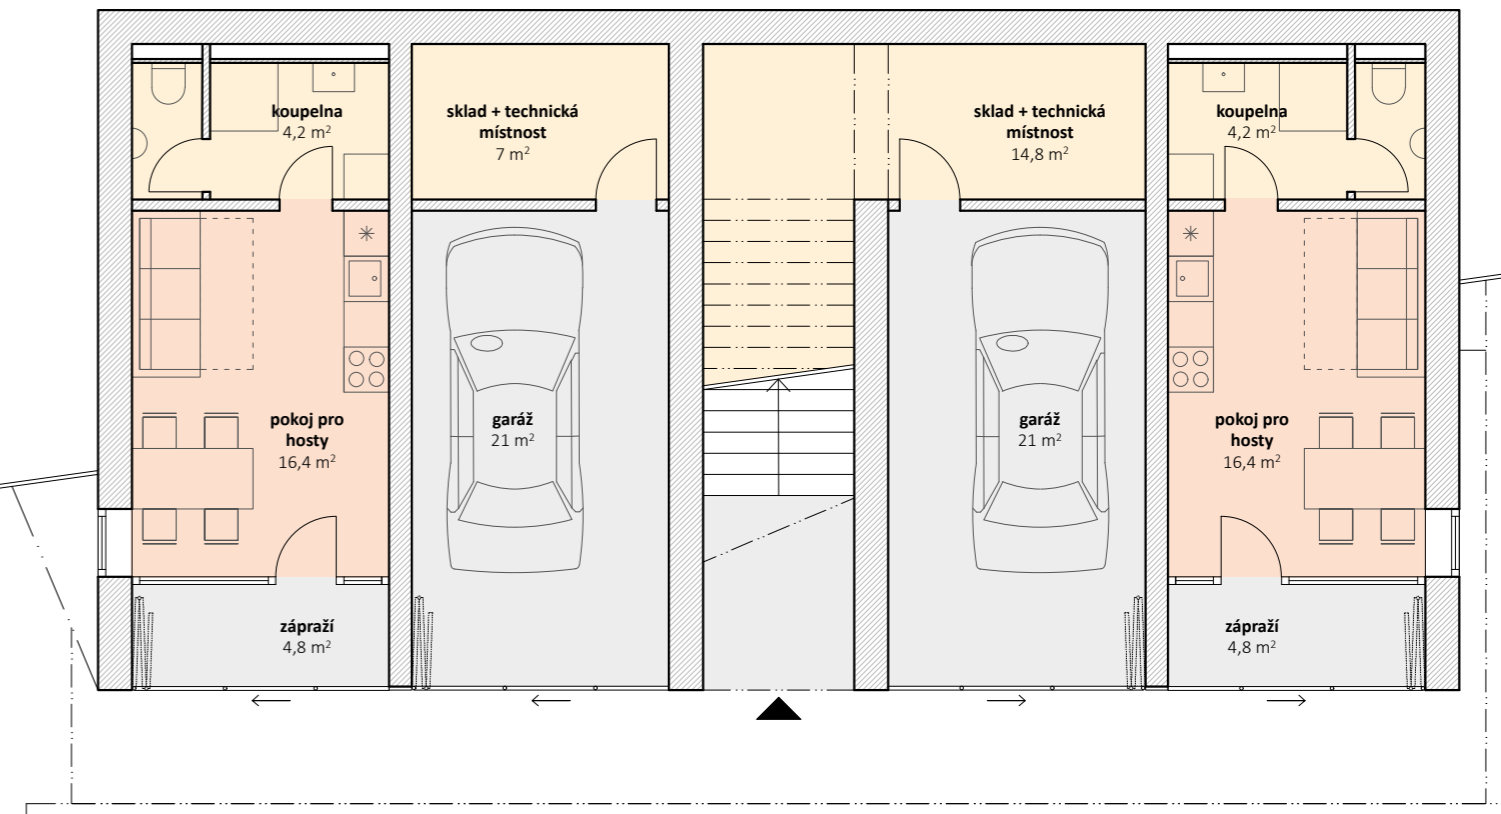 koupelna
4,2 m²
sklad + technická
místnost
7 m²
sklad + technická
místnost
14,8 m²
koupelna
4,2 m²
pokoj pro
hosty
16,4 m²
garáž
21 m²
garáž
21 m²
pokoj pro
hosty
16,4 m²
zápraží
4,8 m²
zápraží
4,8 m²